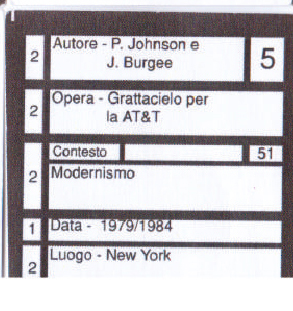 2 Autore - P. Johnson e 5
J. Burgee
2 Opera - Grattacielo per
la AT&T
Contesto 51
2 Modernismo
1 Data - 1979/1984
2 Luogo - New York